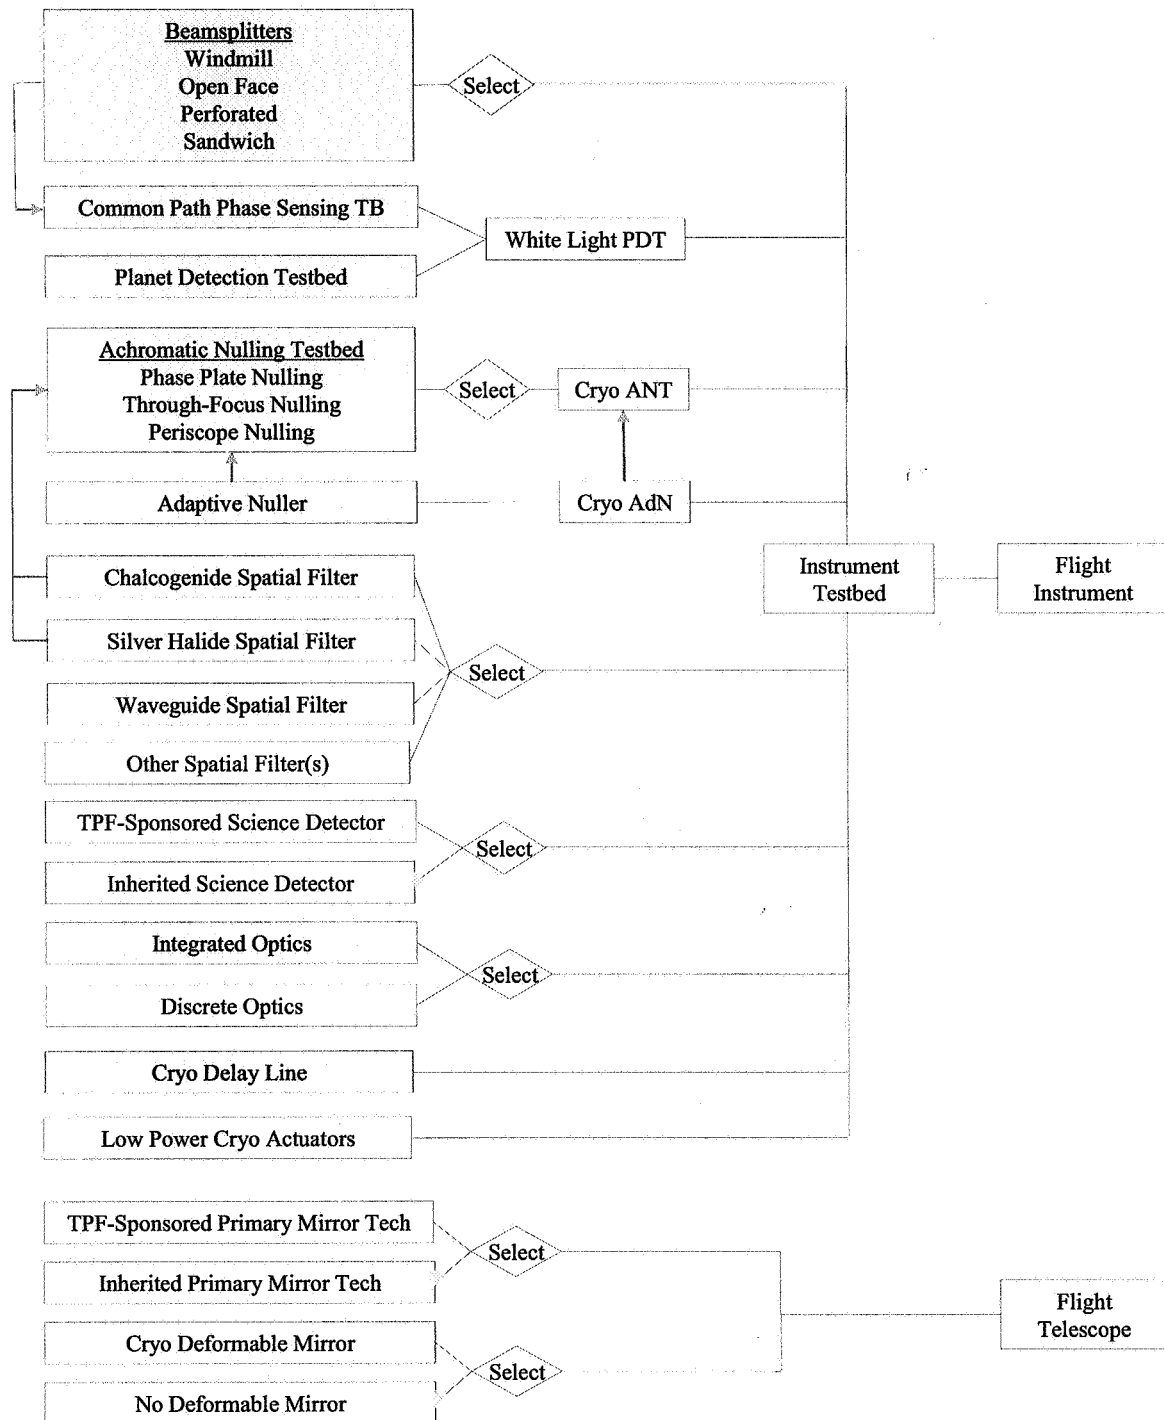 Beamsplitters
Windmill
Open Face
Perforated
Sandwich
Select
Common Path Phase Sensing TB
White Light PDT
Planet Detection Testbed
Achromatic Nulling Testbed
Phase Plate Nulling
Through-Focus Nulling
Periscope Nulling
Select
Cryo ANT
Adaptive Nuller
Cryo AdN
Chalcogenide Spatial Filter
Silver Halide Spatial Filter
Waveguide Spatial Filter
Other Spatial Filter(s)
Select
Instrument
Testbed
Flight
Instrument
TPF-Sponsored Science Detector
Inherited Science Detector
Select
Integrated Optics
Discrete Optics
Select
Cryo Delay Line
Low Power Cryo Actuators
TPF-Sponsored Primary Mirror Tech
Inherited Primary Mirror Tech
Select
Cryo Deformable Mirror
No Deformable Mirror
Select
Flight
Telescope